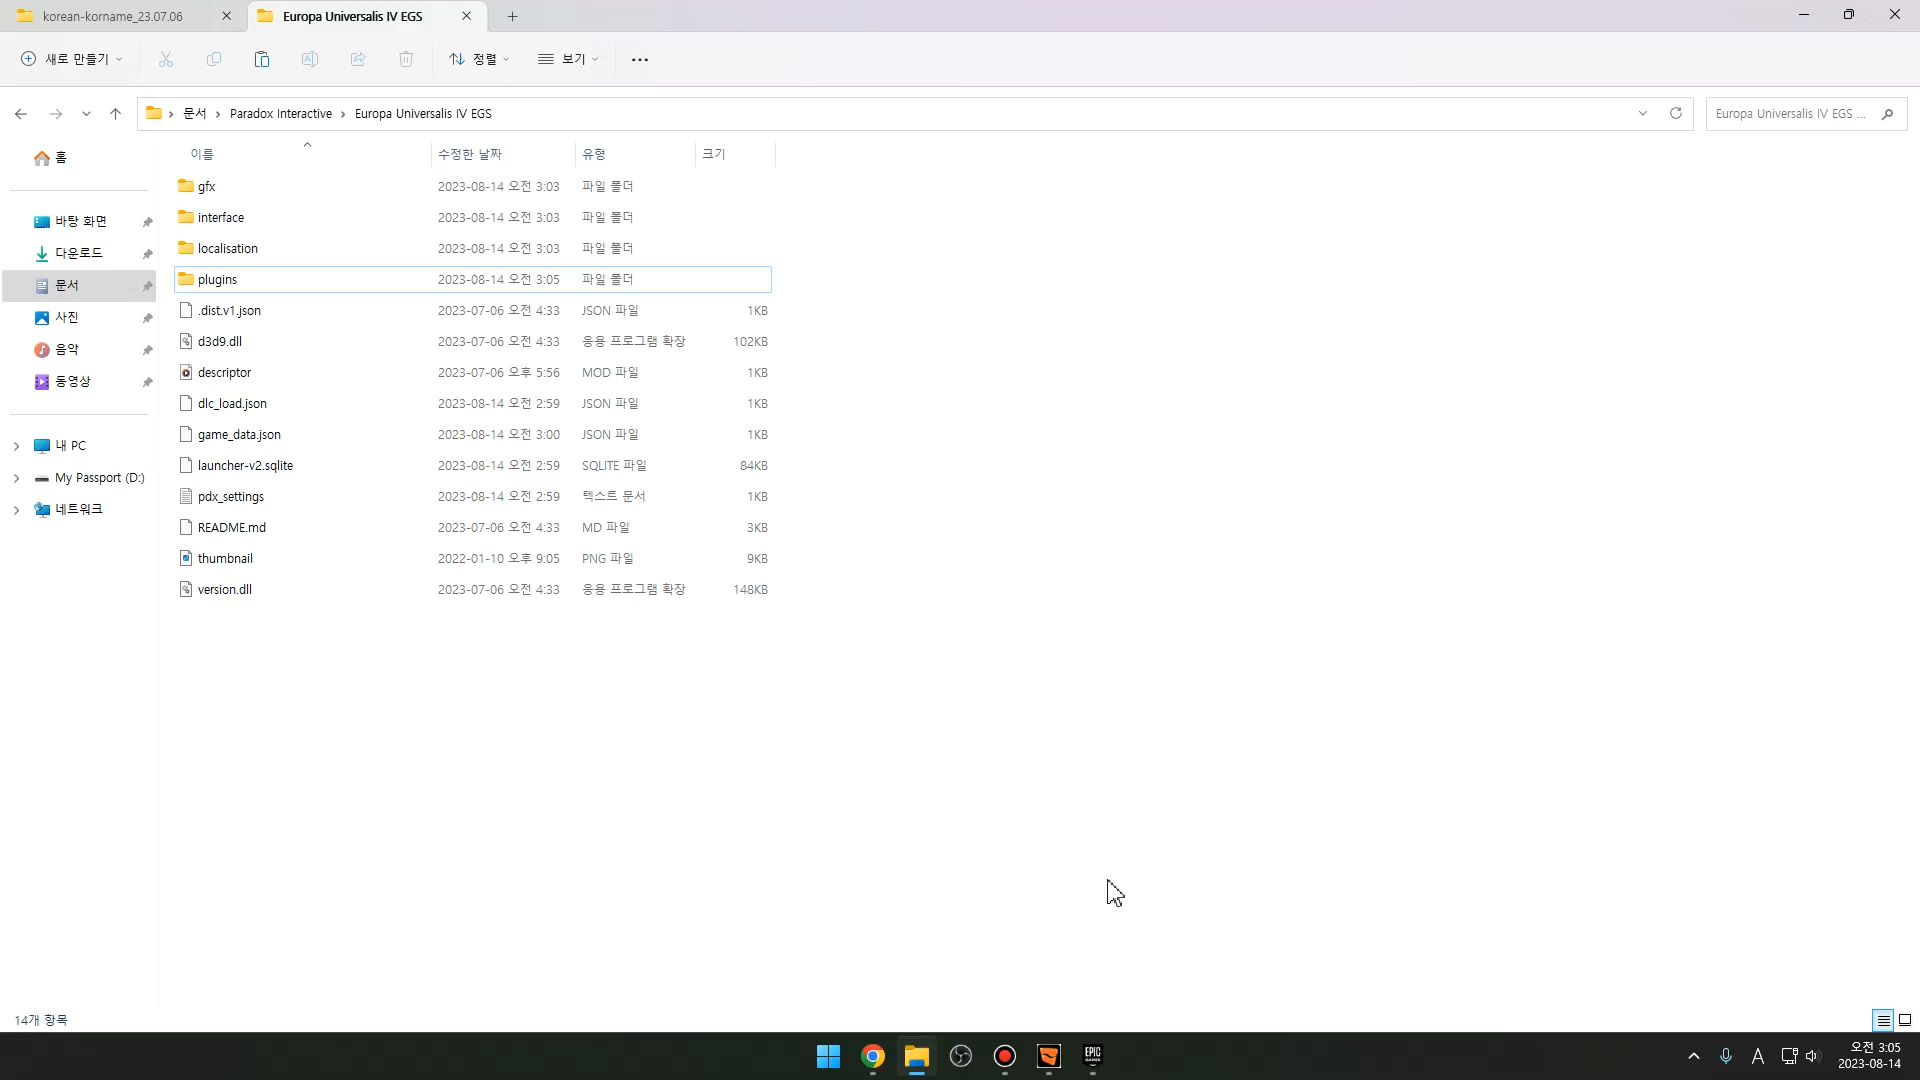 korean-korname_23.07.06
Europa Universalis IV EGS
새로 만들기
정렬
보기
문서 › Paradox Interactive › Europa Universalis IV EGS
Europa Universalis IV EGS ...
홈
바탕 화면
다운로드
문서
사진
음악
동영상
내 PC
My Passport (D:)
네트워크
이름 수정한 날짜 유형 크기
gfx 2023-08-14 오전 3:03 파일 폴더
interface 2023-08-14 오전 3:03 파일 폴더
localisation 2023-08-14 오전 3:03 파일 폴더
plugins 2023-08-14 오전 3:05 파일 폴더
.dist.v1.json 2023-07-06 오전 4:33 JSON 파일 1KB
d3d9.dll 2023-07-06 오전 4:33 응용 프로그램 확장 102KB
descriptor 2023-07-06 오후 5:56 MOD 파일 1KB
dlc_load.json 2023-08-14 오전 2:59 JSON 파일 1KB
game_data.json 2023-08-14 오전 3:00 JSON 파일 1KB
launcher-v2.sqlite 2023-08-14 오전 2:59 SQLITE 파일 84KB
pdx_settings 2023-08-14 오전 2:59 텍스트 문서 1KB
README.md 2023-07-06 오전 4:33 MD 파일 3KB
thumbnail 2022-01-10 오후 9:05 PNG 파일 9KB
version.dll 2023-07-06 오전 4:33 응용 프로그램 확장 148KB
14개 항목
EPIC
GAMES
A
오전 3:05
2023-08-14